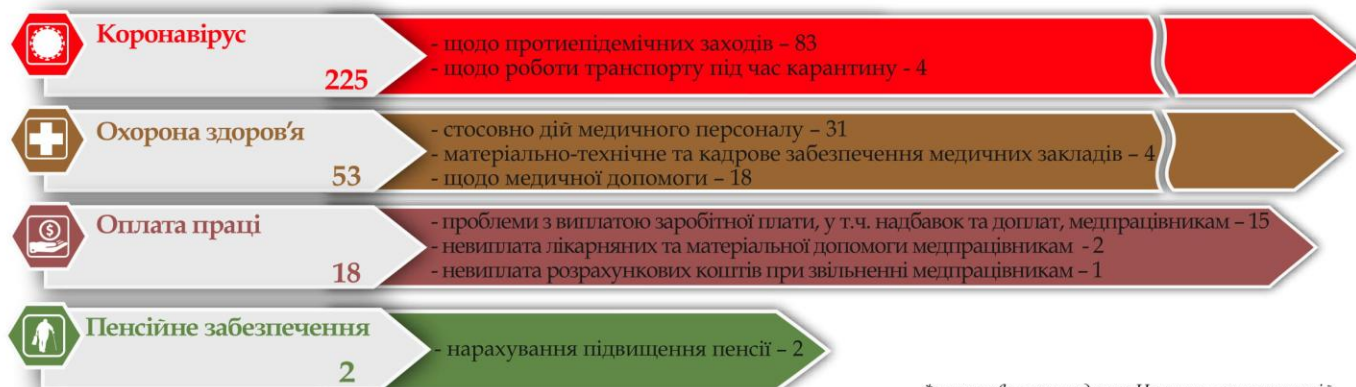 Коронавірус
225
- щодо протиепідемічних заходів – 83
- щодо роботи транспорту під час карантину - 4
Охорона здоров'я
53
- стосовно дій медичного персоналу – 31
- матеріально-технічне та кадрове забезпечення медичних закладів – 4
- щодо медичної допомоги – 18
Оплата праці
18
- проблеми з виплатою заробітної плати, у т.ч. надбавок та доплат, медпрацівникам – 15
- невиплата лікарняних та матеріальної допомоги медпрацівникам - 2
- невиплата розрахункових коштів при звільненні медпрацівникам – 1
Пенсійне забезпечення
2
- нарахування підвищення пенсії – 2